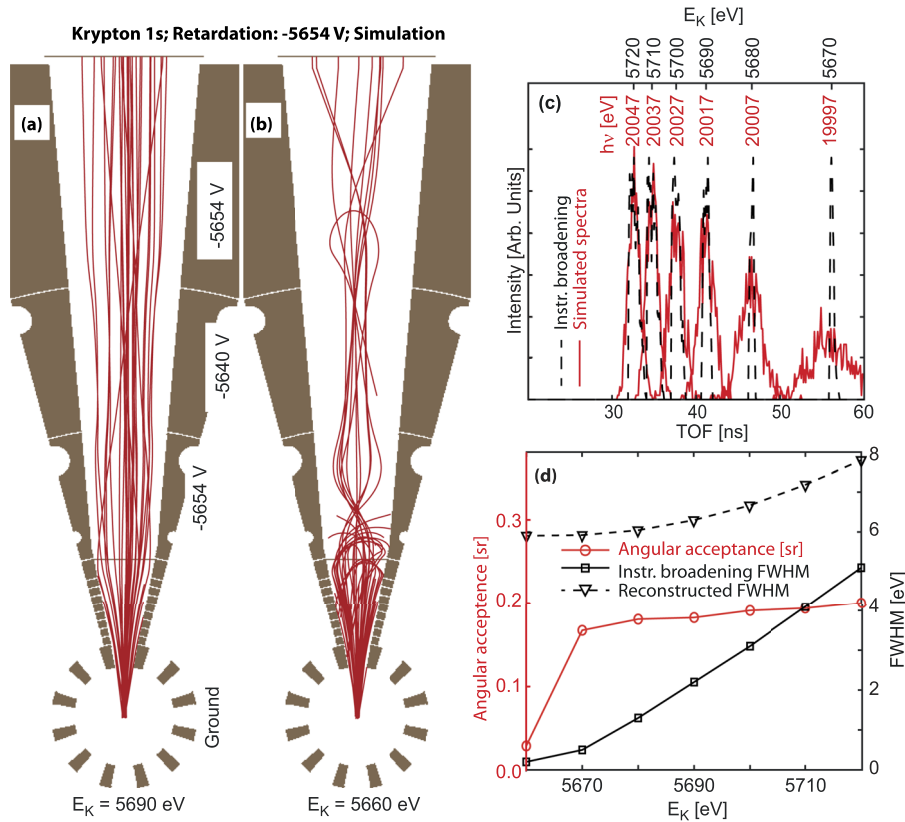 Krypton 1s; Retardation: -5654 V; Simulation
(a)
-5654 V
-5640 V
-5654 V
Ground
E_K = 5690 eV
(b)
E_K = 5660 eV
E_K [eV]
5720
5710
5700
5690
5680
5670
(c)
hν [eV]
20047
20037
20027
20017
20007
19997
Intensity [Arb. Units]
Instr. broadening
Simulated spectra
30
40
50
60
TOF [ns]
(d)
Angular acceptence [sr]
0.3
0.2
0.1
0.0
Angular acceptance [sr]
Instr. broadening FWHM
Reconstructed FWHM
8
6
4
2
0
FWHM [eV]
5670
5690
5710
E_K [eV]